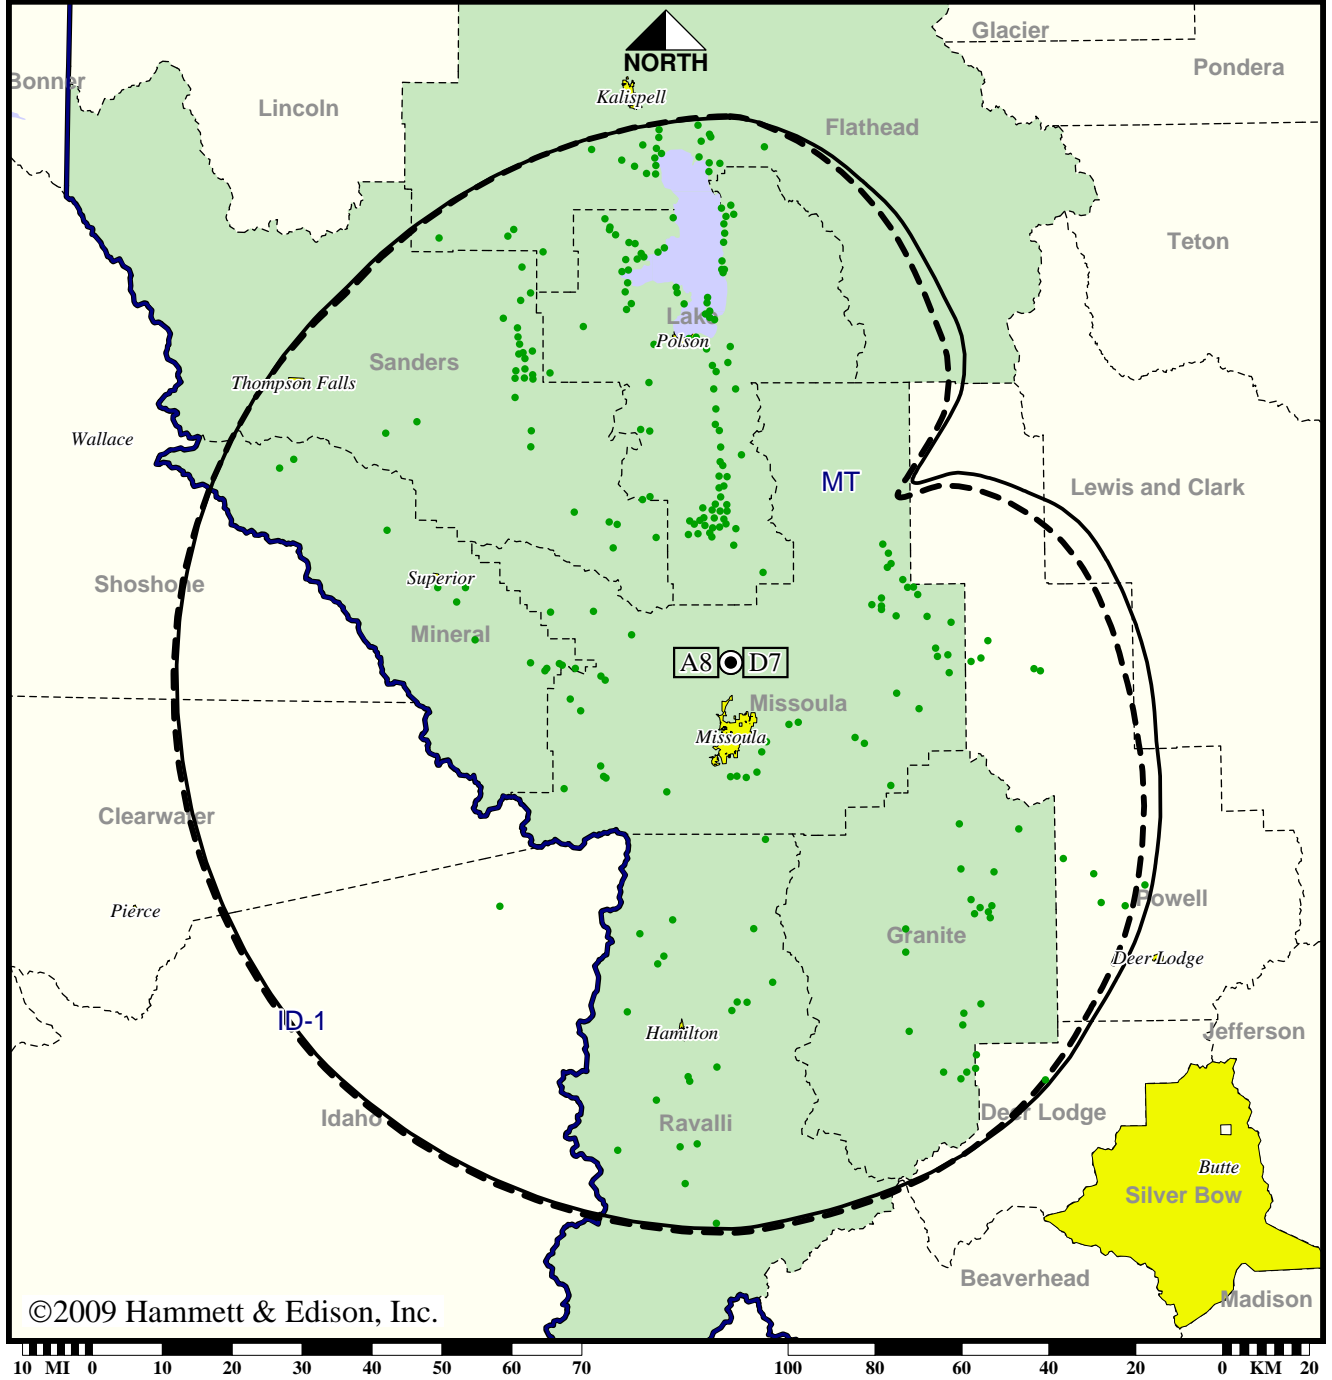 Glacier
Bonner
Pondera
NORTH
Kalispell
Lincoln
Flathead
Teton
Lake
Polson
Sanders
Thompson Falls
Wallace
MT
Lewis and Clark
Superior
Shoshone
Mineral
A8 D7
Missoula
Missoula
Clearwater
Pierce
Powell
Granite
Deer Lodge
ID-1
Hamilton
Jefferson
Idaho
Ravalli
Deer Lodge
Butte
Silver Bow
Beaverhead
Madison
©2009 Hammett & Edison, Inc.
10 MI 0 10 20 30 40 50 60 70 100 80 60 40 20 0 KM 20